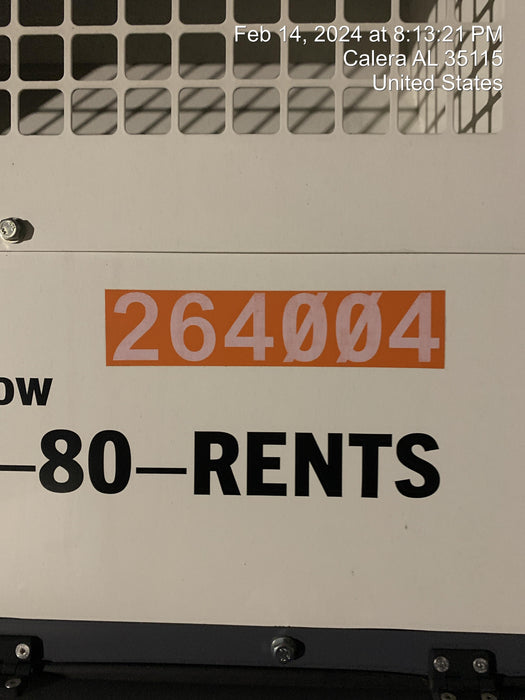 Feb 14, 2024 at 8:13:21 PM
Calera AL 35115
United States
264004
OW
–80–RENTS